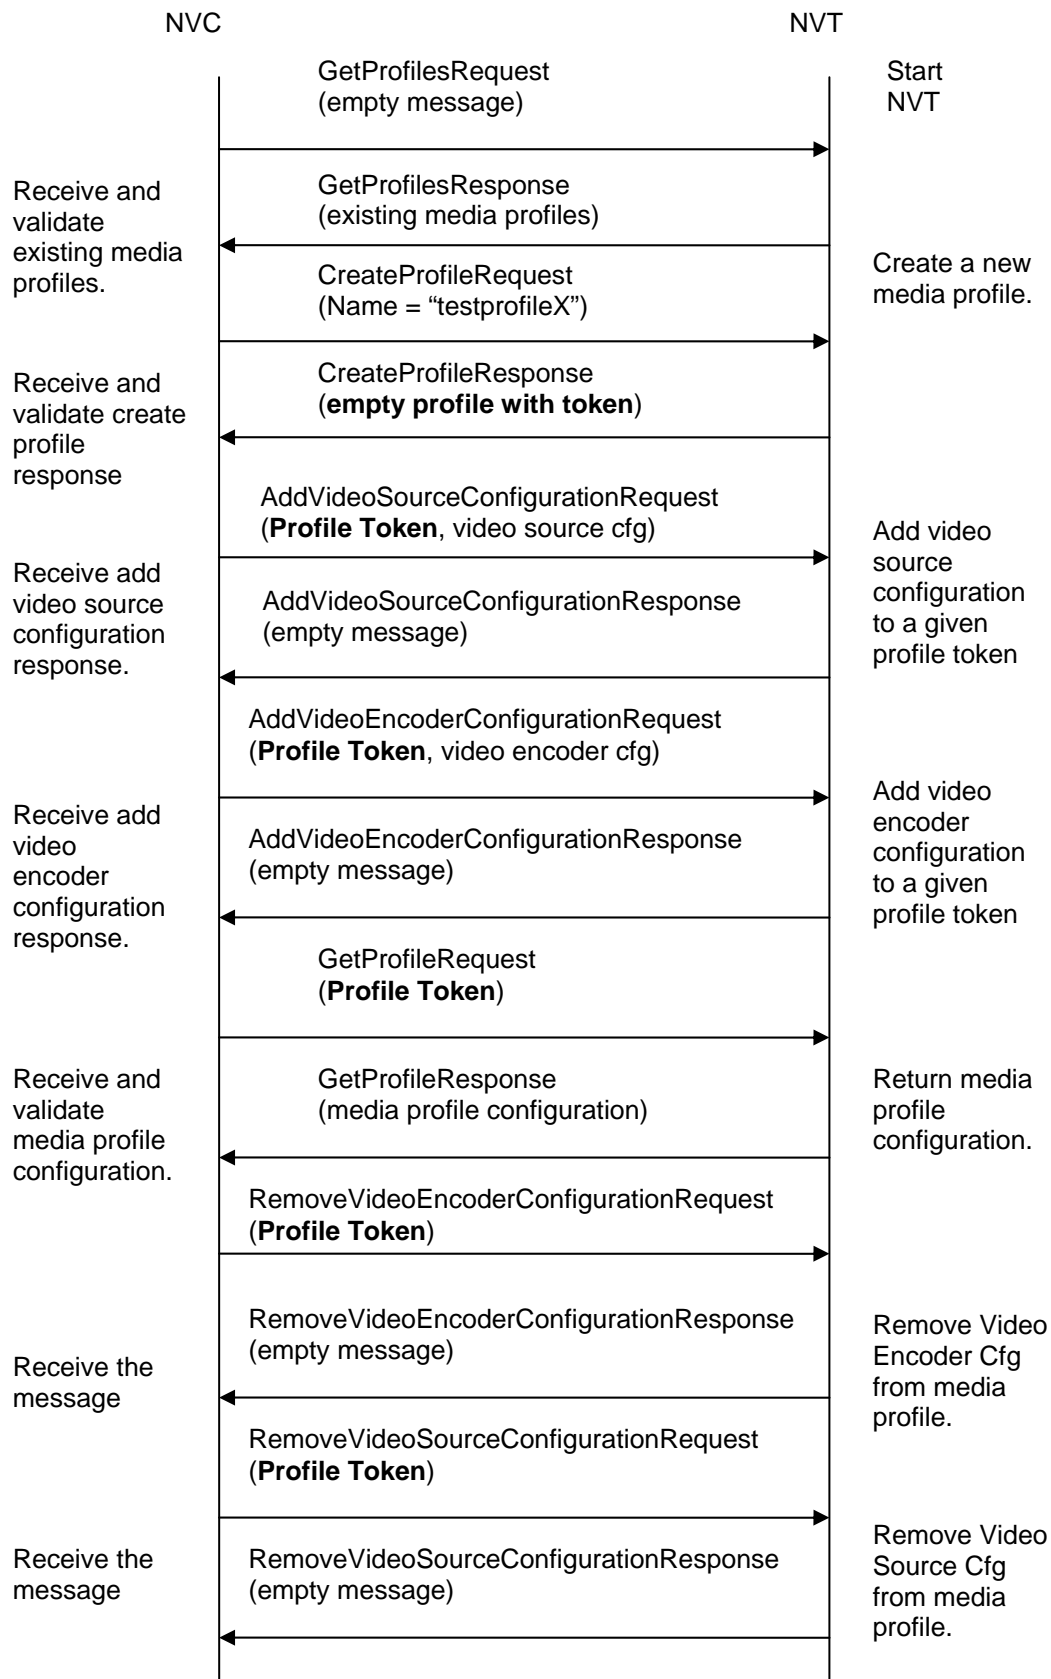 NVC
NVT
GetProfilesRequest
(empty message)
Start
NVT
Receive and
validate
existing media
profiles.
GetProfilesResponse
(existing media profiles)
CreateProfileRequest
(Name = “testprofileX”)
Create a new
media profile.
Receive and
validate create
profile
response
CreateProfileResponse
(empty profile with token)
AddVideoSourceConfigurationRequest
(Profile Token, video source cfg)
Add video
source
configuration
to a given
profile token
Receive add
video source
configuration
response.
AddVideoSourceConfigurationResponse
(empty message)
AddVideoEncoderConfigurationRequest
(Profile Token, video encoder cfg)
Add video
encoder
configuration
to a given
profile token
Receive add
video
encoder
configuration
response.
AddVideoEncoderConfigurationResponse
(empty message)
GetProfileRequest
(Profile Token)
Receive and
validate
media profile
configuration.
GetProfileResponse
(media profile configuration)
Return media
profile
configuration.
RemoveVideoEncoderConfigurationRequest
(Profile Token)
RemoveVideoEncoderConfigurationResponse
(empty message)
Remove Video
Encoder Cfg
from media
profile.
Receive the
message
RemoveVideoSourceConfigurationRequest
(Profile Token)
Receive the
message
RemoveVideoSourceConfigurationResponse
(empty message)
Remove Video
Source Cfg
from media
profile.